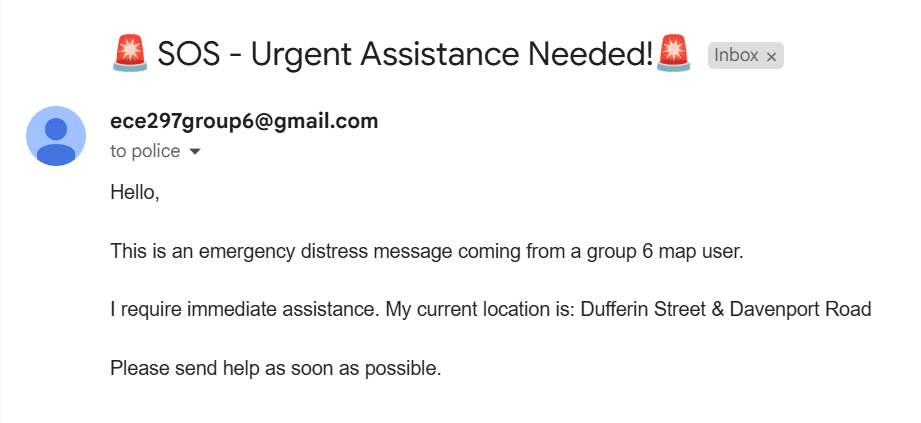 🚨 SOS - Urgent Assistance Needed!🚨 Inbox ×
ece297group6@gmail.com
to police
Hello,
This is an emergency distress message coming from a group 6 map user.
I require immediate assistance. My current location is: Dufferin Street & Davenport Road
Please send help as soon as possible.